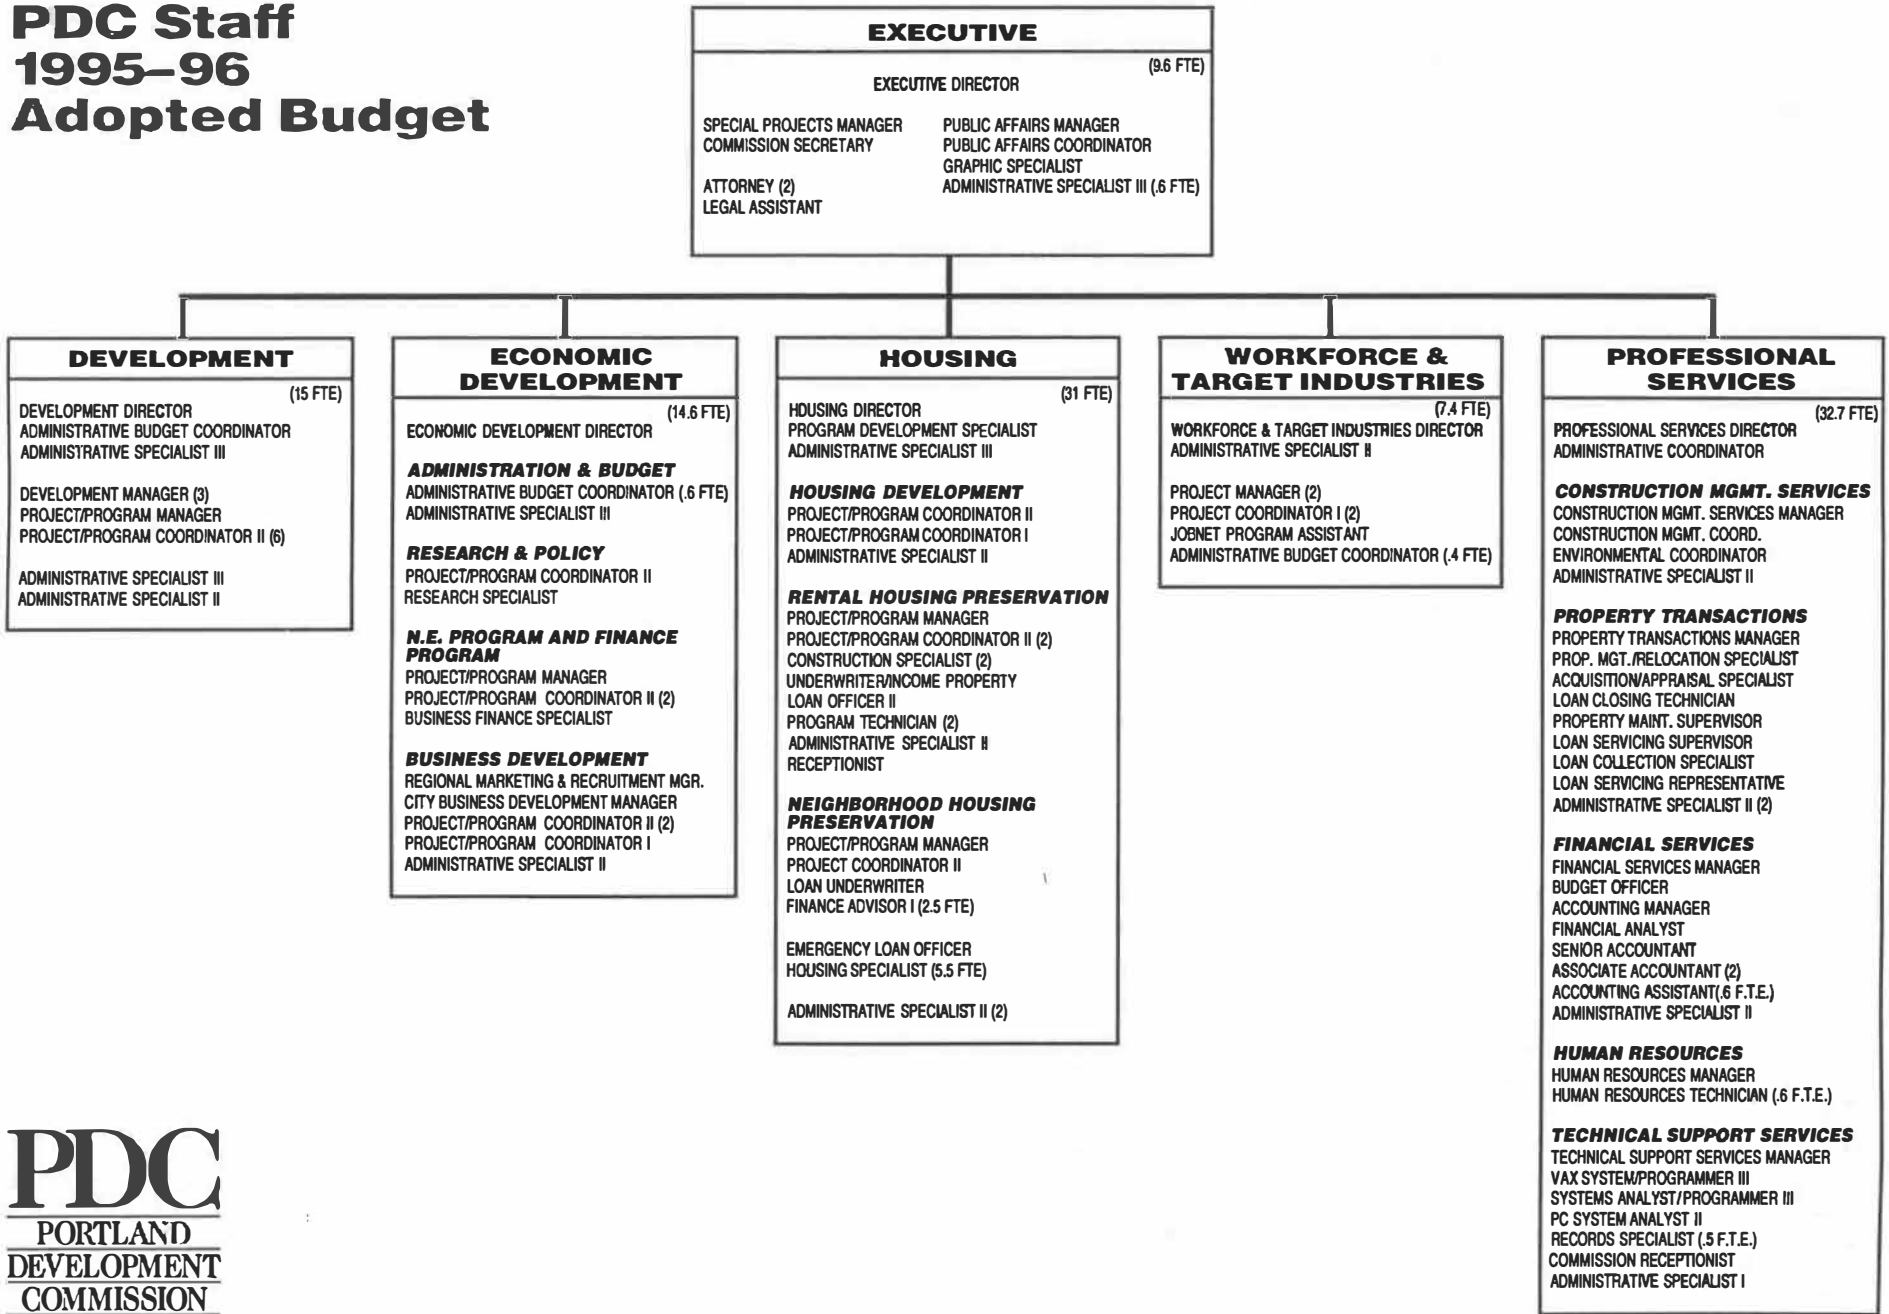 PDC Staff
1995–96
Adopted Budget
EXECUTIVE
(9.6 FTE)
EXECUTIVE DIRECTOR
SPECIAL PROJECTS MANAGER
COMMISSION SECRETARY
ATTORNEY (2)
LEGAL ASSISTANT
PUBLIC AFFAIRS MANAGER
PUBLIC AFFAIRS COORDINATOR
GRAPHIC SPECIALIST
ADMINISTRATIVE SPECIALIST III (.6 FTE)
DEVELOPMENT
(15 FTE)
DEVELOPMENT DIRECTOR
ADMINISTRATIVE BUDGET COORDINATOR
ADMINISTRATIVE SPECIALIST III
DEVELOPMENT MANAGER (3)
PROJECT/PROGRAM MANAGER
PROJECT/PROGRAM COORDINATOR II (6)
ADMINISTRATIVE SPECIALIST III
ADMINISTRATIVE SPECIALIST II
ECONOMIC
DEVELOPMENT
(14.6 FTE)
ECONOMIC DEVELOPMENT DIRECTOR
ADMINISTRATION & BUDGET
ADMINISTRATIVE BUDGET COORDINATOR (.6 FTE)
ADMINISTRATIVE SPECIALIST III
RESEARCH & POLICY
PROJECT/PROGRAM COORDINATOR II
RESEARCH SPECIALIST
N.E. PROGRAM AND FINANCE
PROGRAM
PROJECT/PROGRAM MANAGER
PROJECT/PROGRAM COORDINATOR II (2)
BUSINESS FINANCE SPECIALIST
BUSINESS DEVELOPMENT
REGIONAL MARKETING & RECRUITMENT MGR.
CITY BUSINESS DEVELOPMENT MANAGER
PROJECT/PROGRAM COORDINATOR II (2)
PROJECT/PROGRAM COORDINATOR I
ADMINISTRATIVE SPECIALIST II
HOUSING
(31 FTE)
HOUSING DIRECTOR
PROGRAM DEVELOPMENT SPECIALIST
ADMINISTRATIVE SPECIALIST III
HOUSING DEVELOPMENT
PROJECT/PROGRAM COORDINATOR II
PROJECT/PROGRAM COORDINATOR I
ADMINISTRATIVE SPECIALIST II
RENTAL HOUSING PRESERVATION
PROJECT/PROGRAM MANAGER
PROJECT/PROGRAM COORDINATOR II (2)
CONSTRUCTION SPECIALIST (2)
UNDERWRITER/INCOME PROPERTY
LOAN OFFICER II
PROGRAM TECHNICIAN (2)
ADMINISTRATIVE SPECIALIST II
RECEPTIONIST
NEIGHBORHOOD HOUSING
PRESERVATION
PROJECT/PROGRAM MANAGER
PROJECT COORDINATOR II
LOAN UNDERWRITER
FINANCE ADVISOR I (2.5 FTE)
EMERGENCY LOAN OFFICER
HOUSING SPECIALIST (5.5 FTE)
ADMINISTRATIVE SPECIALIST II (2)
WORKFORCE &
TARGET INDUSTRIES
(7.4 FTE)
WORKFORCE & TARGET INDUSTRIES DIRECTOR
ADMINISTRATIVE SPECIALIST II
PROJECT MANAGER (2)
PROJECT COORDINATOR I (2)
JOBNET PROGRAM ASSISTANT
ADMINISTRATIVE BUDGET COORDINATOR (.4 FTE)
PROFESSIONAL
SERVICES
(32.7 FTE)
PROFESSIONAL SERVICES DIRECTOR
ADMINISTRATIVE COORDINATOR
CONSTRUCTION MGMT. SERVICES
CONSTRUCTION MGMT. SERVICES MANAGER
CONSTRUCTION MGMT. COORD.
ENVIRONMENTAL COORDINATOR
ADMINISTRATIVE SPECIALIST II
PROPERTY TRANSACTIONS
PROPERTY TRANSACTIONS MANAGER
PROP. MGT./RELOCATION SPECIALIST
ACQUISITION/APPRAISAL SPECIALIST
LOAN CLOSING TECHNICIAN
PROPERTY MAINT. SUPERVISOR
LOAN SERVICING SUPERVISOR
LOAN COLLECTION SPECIALIST
LOAN SERVICING REPRESENTATIVE
ADMINISTRATIVE SPECIALIST II (2)
FINANCIAL SERVICES
FINANCIAL SERVICES MANAGER
BUDGET OFFICER
ACCOUNTING MANAGER
FINANCIAL ANALYST
SENIOR ACCOUNTANT
ASSOCIATE ACCOUNTANT (2)
ACCOUNTING ASSISTANT(.6 F.T.E.)
ADMINISTRATIVE SPECIALIST II
HUMAN RESOURCES
HUMAN RESOURCES MANAGER
HUMAN RESOURCES TECHNICIAN (.6 F.T.E.)
TECHNICAL SUPPORT SERVICES
TECHNICAL SUPPORT SERVICES MANAGER
VAX SYSTEM/PROGRAMMER III
SYSTEMS ANALYST/PROGRAMMER III
PC SYSTEM ANALYST II
RECORDS SPECIALIST (.5 F.T.E.)
COMMISSION RECEPTIONIST
ADMINISTRATIVE SPECIALIST I
PDC
PORTLAND
DEVELOPMENT
COMMISSION